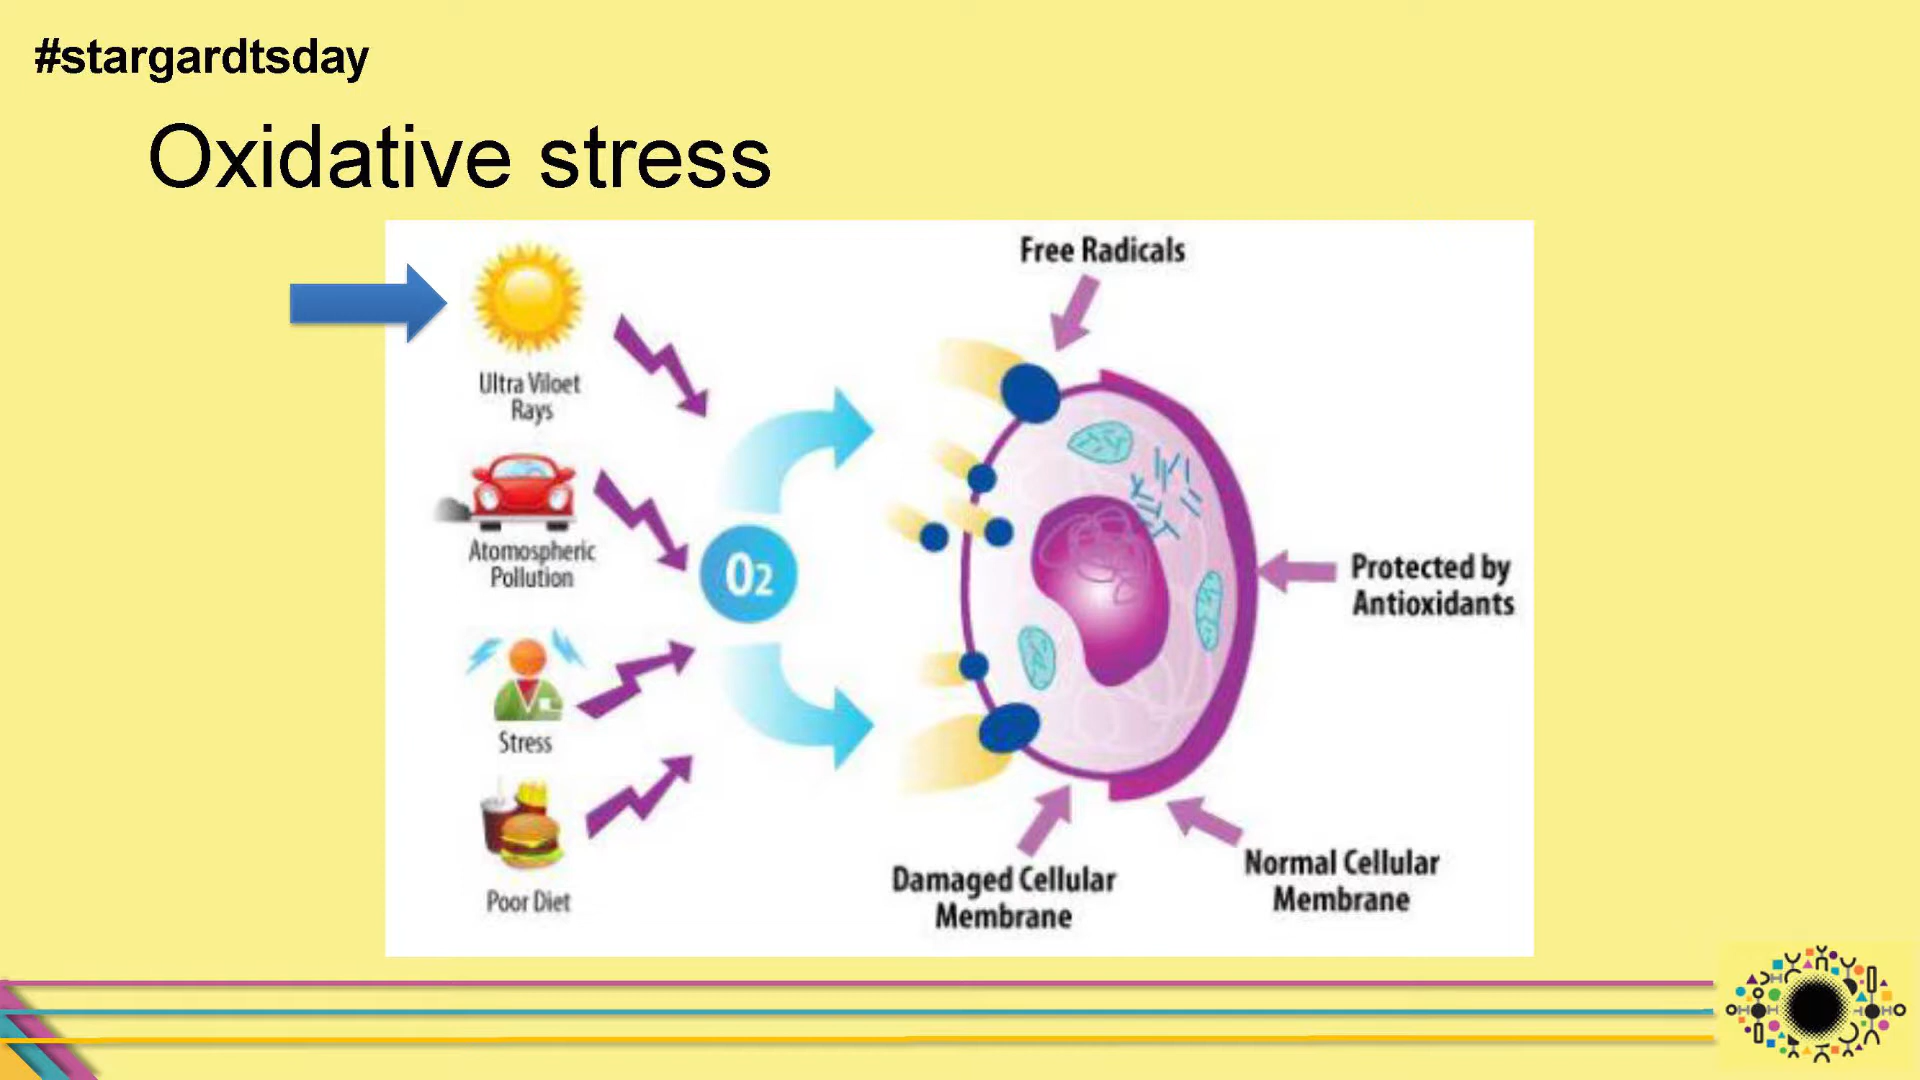 #stargardtsday
Oxidative stress
Free Radicals
Ultra Viloet
Rays
Atomospheric
Pollution
O2
Protected by
Antioxidants
Stress
Poor Diet
Damaged Cellular
Membrane
Normal Cellular
Membrane